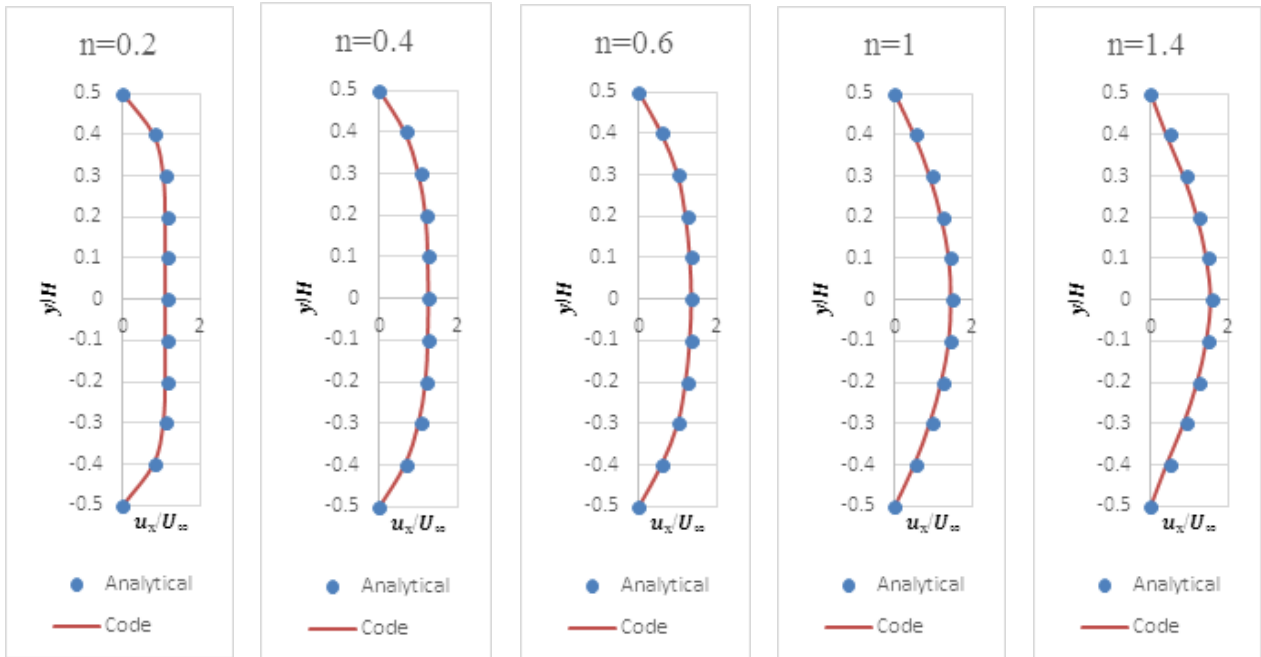 n=0.2
0.5
0.4
0.3
0.2
0.1
0
-0.1
-0.2
-0.3
-0.4
-0.5
y/H
0 2
uₓ/U∞
Analytical
Code
n=0.4
0.5
0.4
0.3
0.2
0.1
0
-0.1
-0.2
-0.3
-0.4
-0.5
y/H
0 2
uₓ/U∞
Analytical
Code
n=0.6
0.5
0.4
0.3
0.2
0.1
0
-0.1
-0.2
-0.3
-0.4
-0.5
y/H
0 2
uₓ/U∞
Analytical
Code
n=1
0.5
0.4
0.3
0.2
0.1
0
-0.1
-0.2
-0.3
-0.4
-0.5
y/H
0 2
uₓ/U∞
Analytical
Code
n=1.4
0.5
0.4
0.3
0.2
0.1
0
-0.1
-0.2
-0.3
-0.4
-0.5
y/H
0 2
uₓ/U∞
Analytical
Code